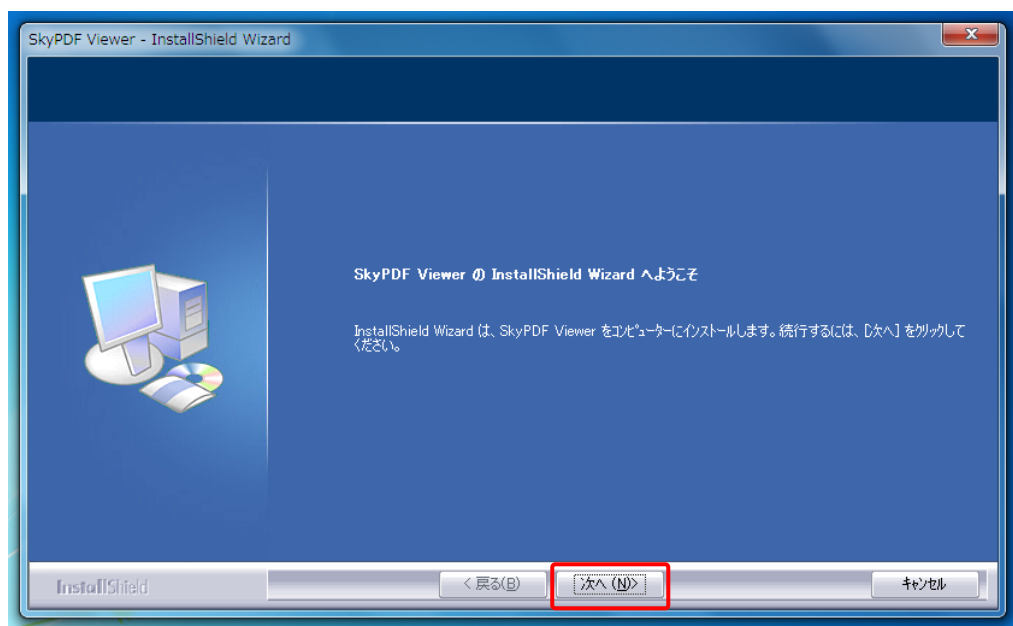 SkyPDF Viewer - InstallShield Wizard
SkyPDF Viewer の InstallShield Wizard へようこそ
InstallShield Wizard は、SkyPDF Viewer をコンピューターにインストールします。続行するには、[次へ] をクリックして
ください。
InstallShield
< 戻る(B)
次へ (N)>
キャンセル